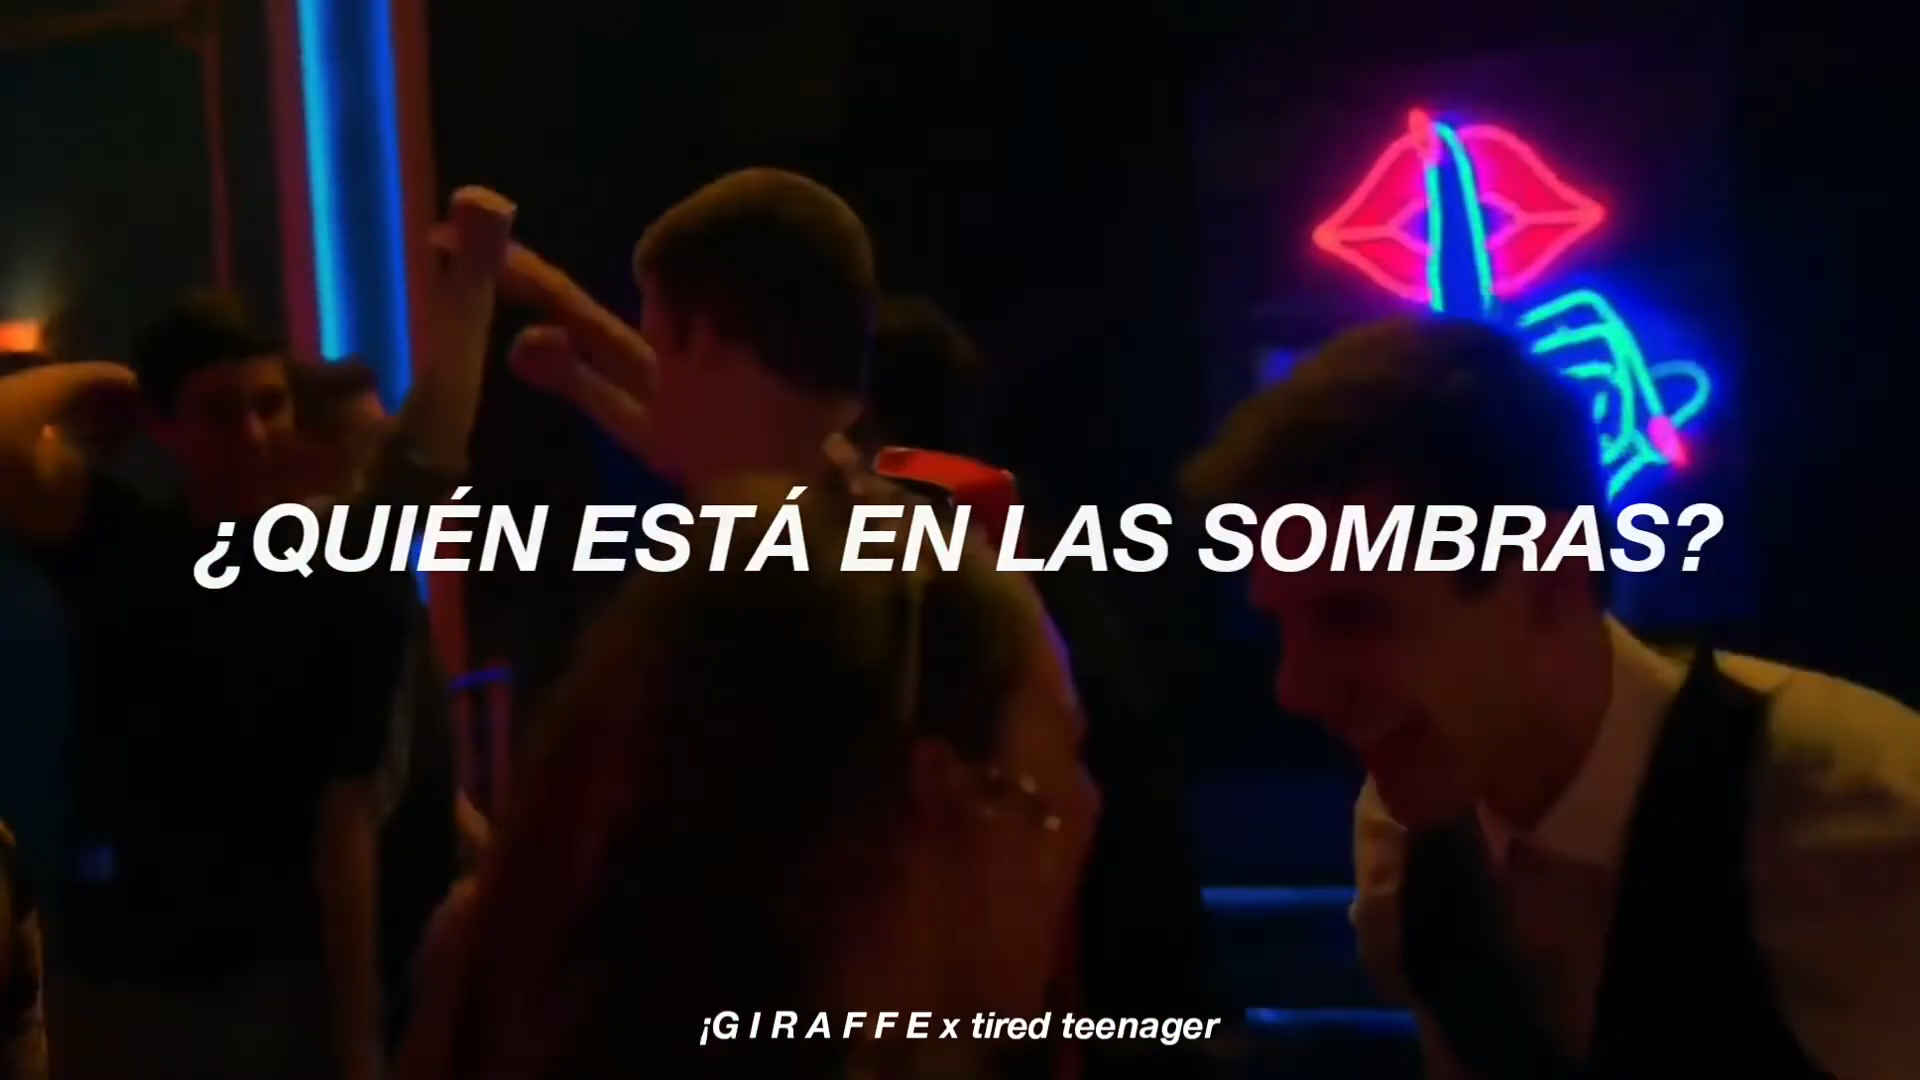 ¿QUIÉN ESTÁ EN LAS SOMBRAS?
¡G I R A F F E x tired teenager